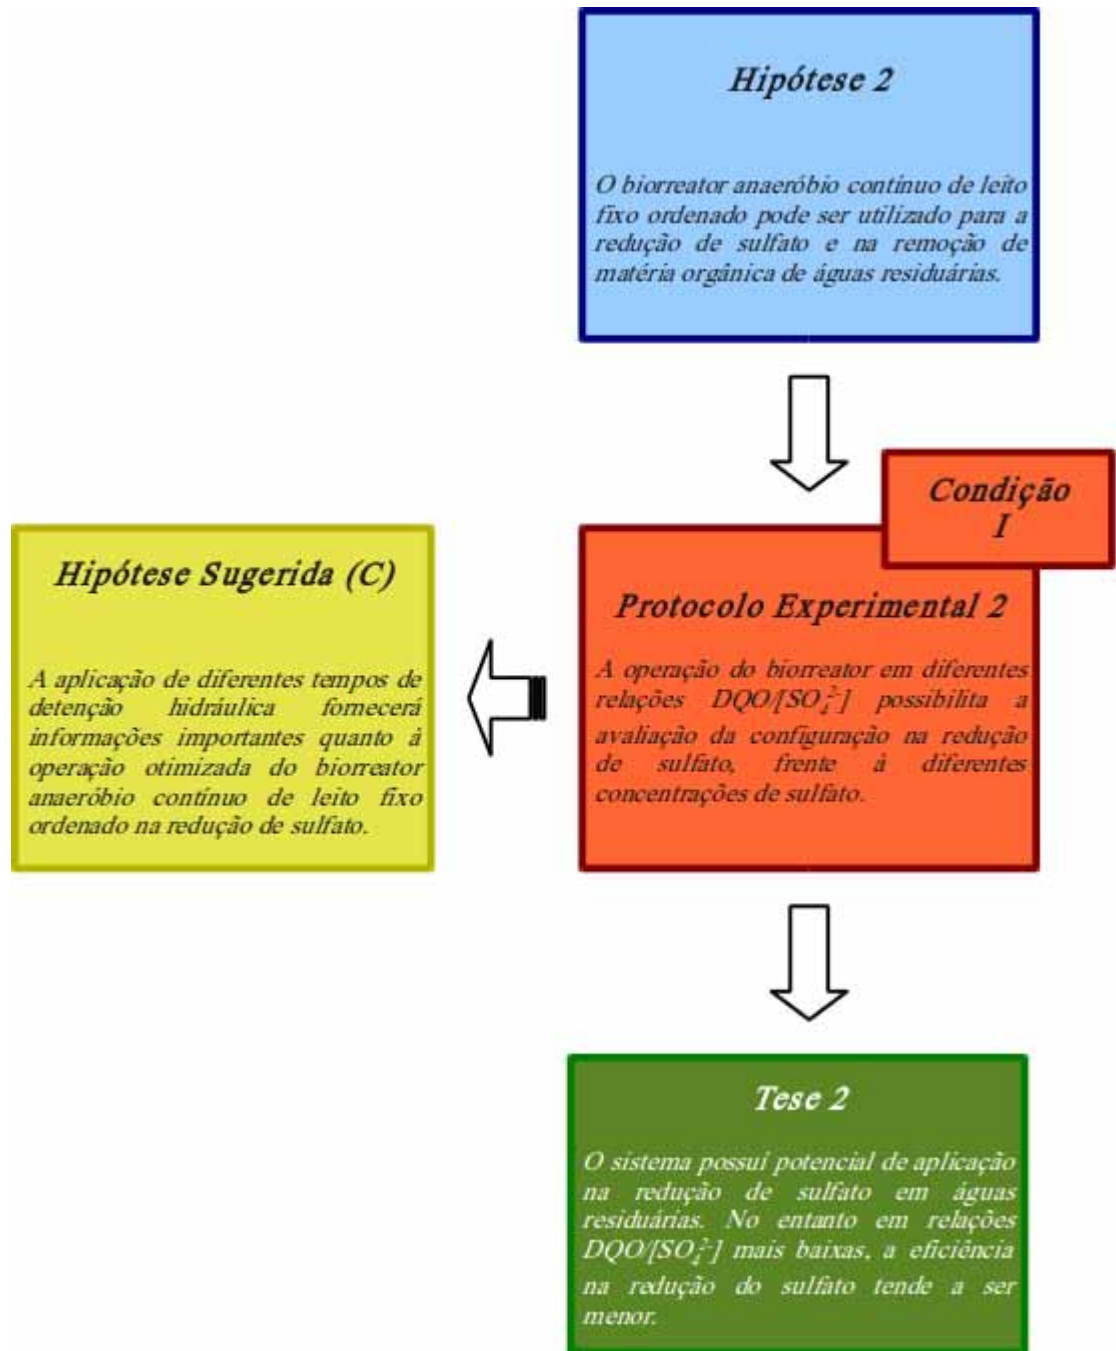 Hipótese 2
O biorreator anaeróbio contínuo de leito
fixo ordenado pode ser utilizado para a
redução de sulfato e na remoção de
matéria orgânica de águas residuárias.
Condição
I
Protocolo Experimental 2
A operação do biorreator em diferentes
relações DQO/[SO₄²⁻] possibilita a
avaliação da configuração na redução
de sulfato, frente à diferentes
concentrações de sulfato.
Hipótese Sugerida (C)
A aplicação de diferentes tempos de
detenção hidráulica fornecerá
informações importantes quanto à
operação otimizada do biorreator
anaeróbio contínuo de leito fixo
ordenado na redução de sulfato.
Tese 2
O sistema possuí potencial de aplicação
na redução de sulfato em águas
residuárias. No entanto em relações
DQO/[SO₄²⁻] mais baixas, a eficiência
na redução do sulfato tende a ser
menor.